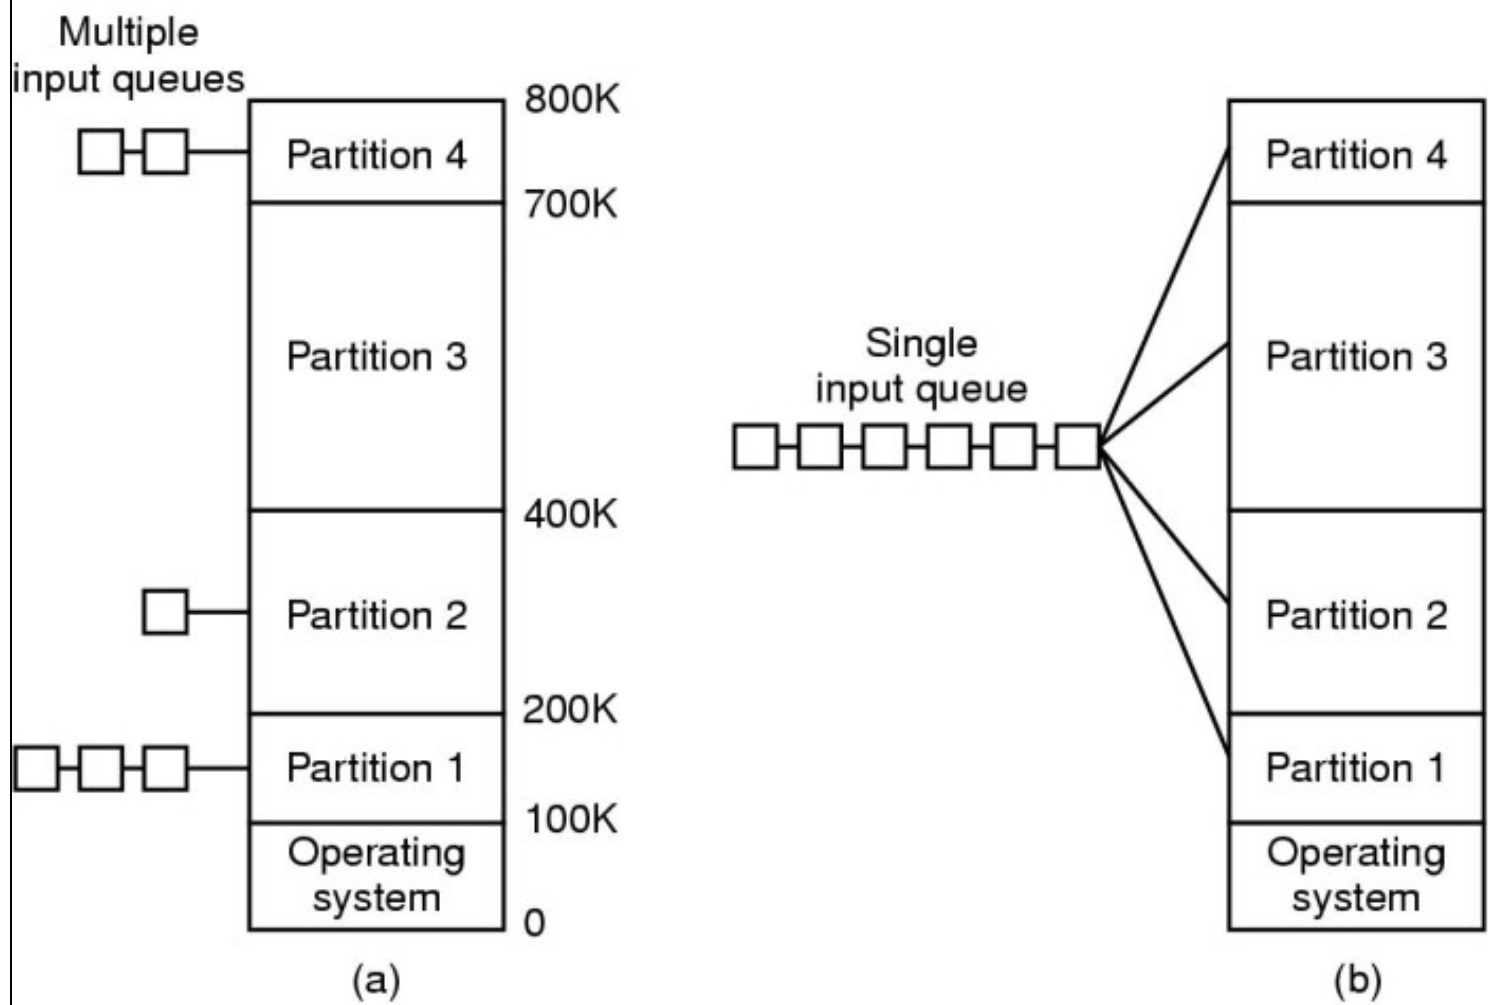 Multiple
input queues
800K
Partition 4
700K
Partition 3
400K
Partition 2
200K
Partition 1
100K
Operating
system
0
(a)
Single
input queue
Partition 4
Partition 3
Partition 2
Partition 1
Operating
system
(b)